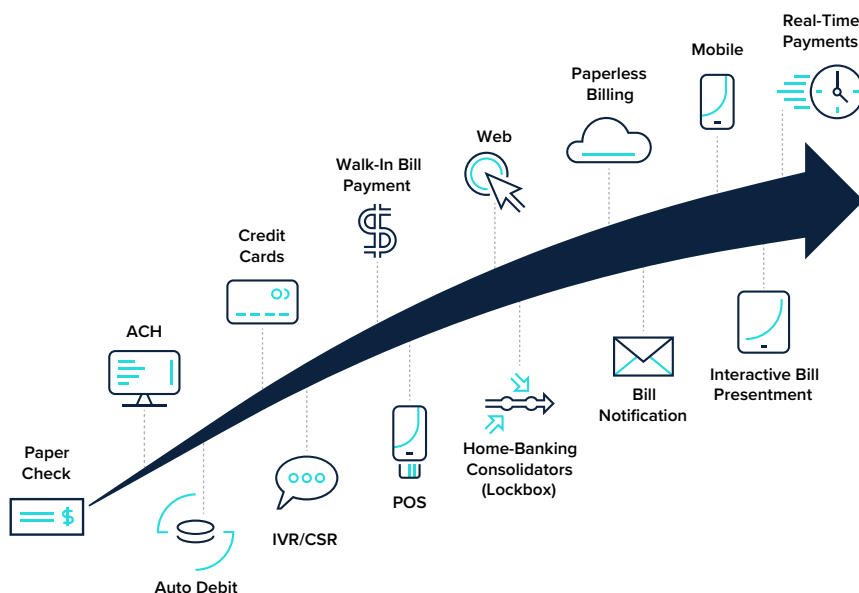 Real-Time
Payments
Mobile
Paperless
Billing
Web
Walk-In Bill
Payment
Credit
Cards
ACH
Paper
Check
$
Auto Debit
IVR/CSR
POS
Home-Banking
Consolidators
(Lockbox)
Bill
Notification
Interactive Bill
Presentment
$